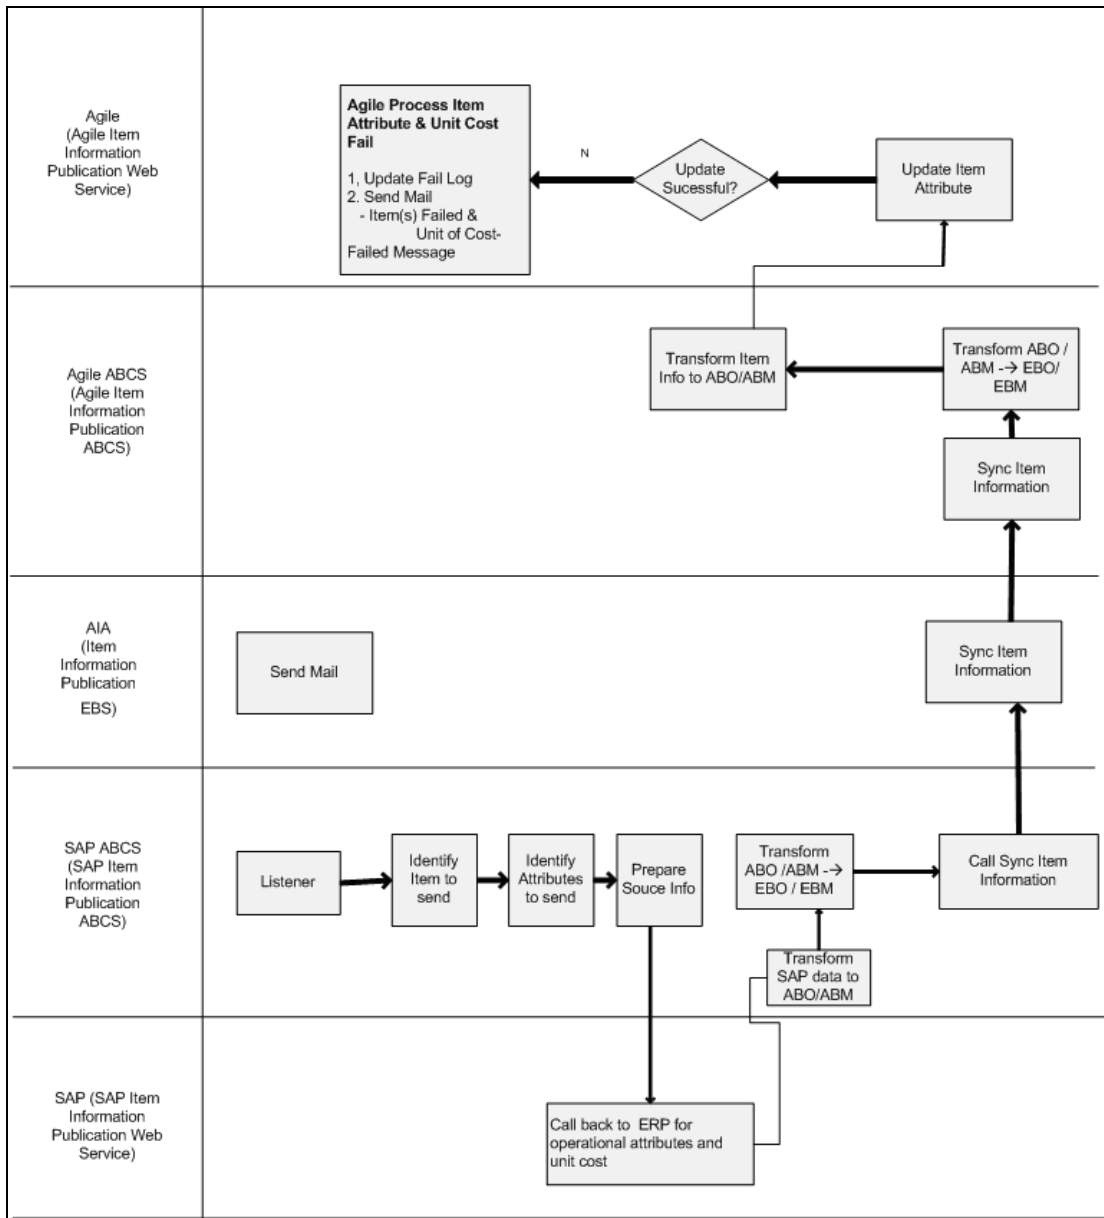 Agile
(Agile Item
Information
Publication Web
Service)
Agile Process Item
Attribute & Unit Cost
Fail
1, Update Fail Log
2. Send Mail
- Item(s) Failed &
Unit of Cost-
Failed Message
N
Update
Sucessful?
Update Item
Attribute
Agile ABCS
(Agile Item
Information
Publication
ABCS)
Transform Item
Info to ABO/ABM
Transform ABO /
ABM -→ EBO/
EBM
Sync Item
Information
AIA
(Item
Information
Publication
EBS)
Send Mail
Sync Item
Information
SAP ABCS
(SAP Item
Information
Publication
ABCS)
Listener
Identify
Item to
send
Identify
Attributes
to send
Prepare
Souce Info
Transform
ABO /ABM -→
EBO / EBM
Call Sync Item
Information
Transform
SAP data to
ABO/ABM
SAP (SAP Item
Information
Publication Web
Service)
Call back to  ERP for
operational attributes and
unit cost